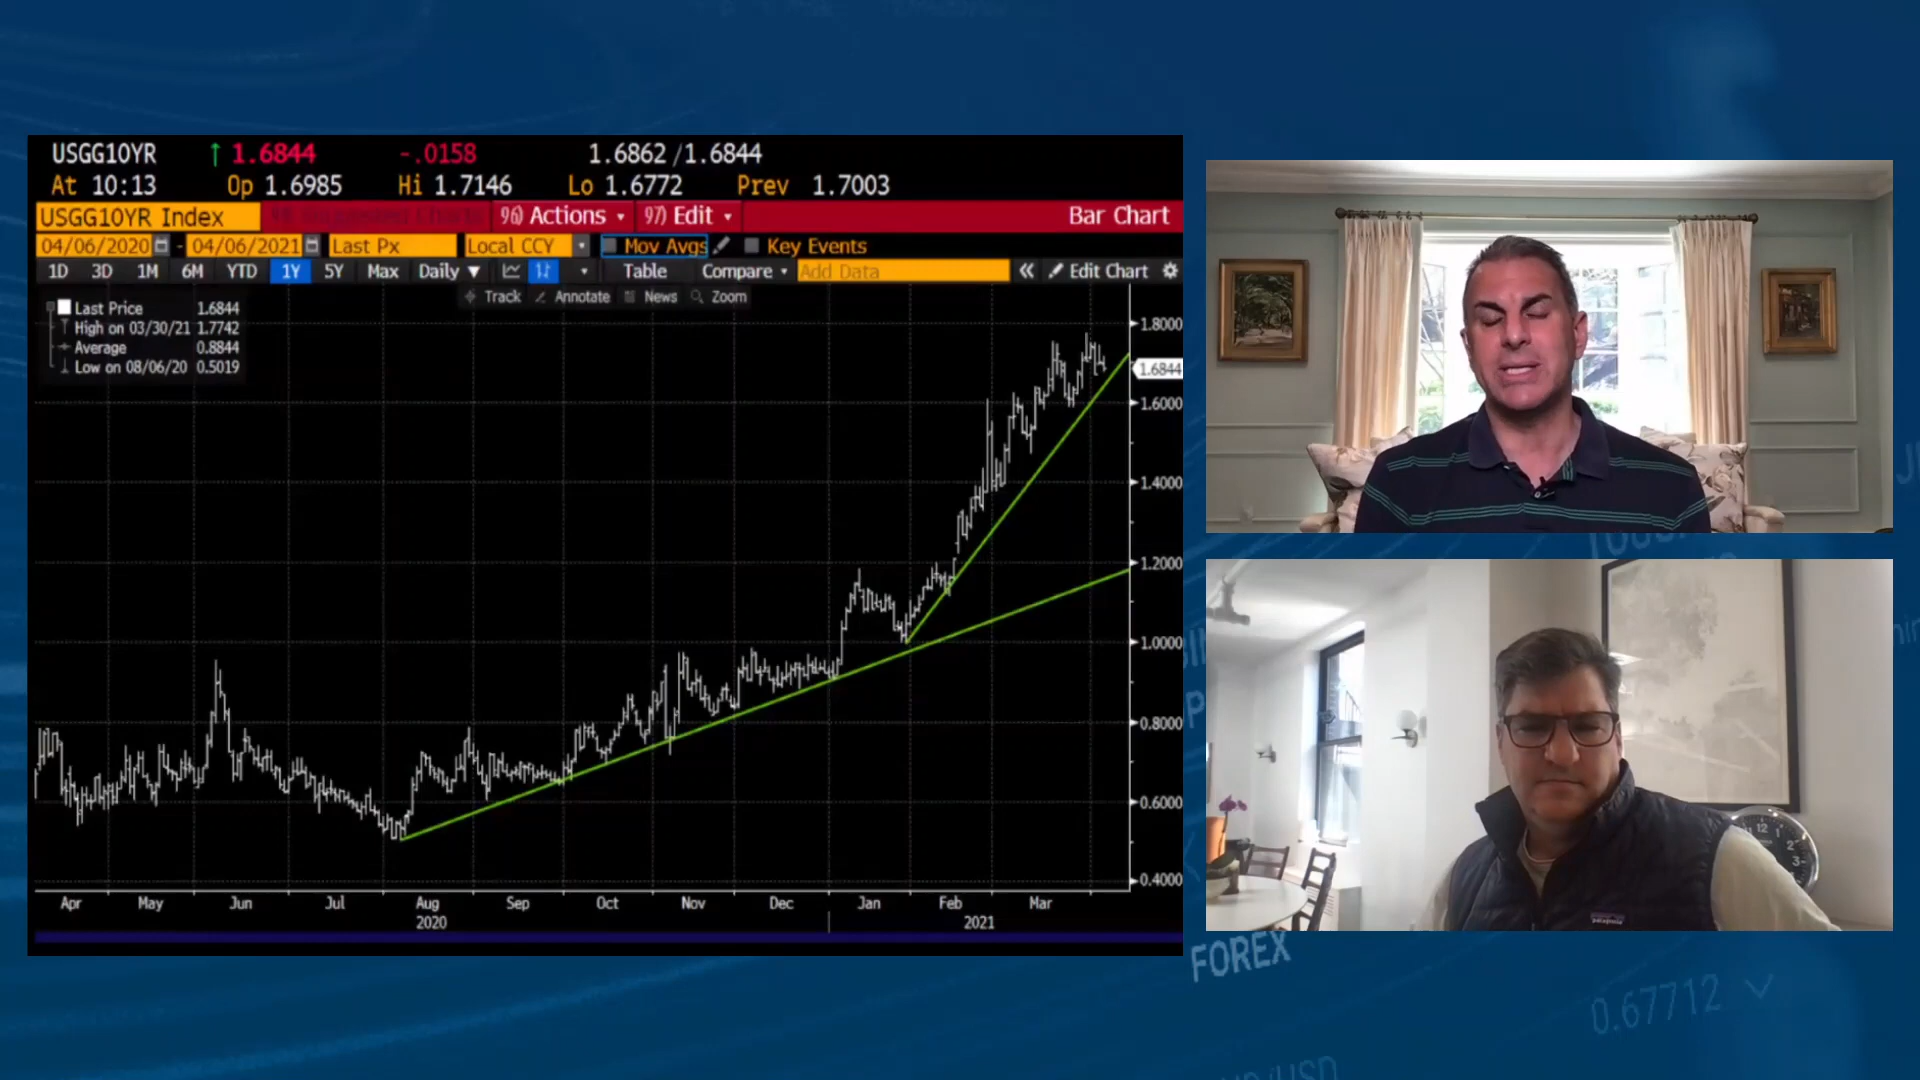 USGG10YR ↑ 1.6844 -.0158 1.6862 /1.6844
At 10:13 Op 1.6985 Hi 1.7146 Lo 1.6772 Prev 1.7003
USGG10YR Index 96) Actions 97) Edit Bar Chart
04/06/2020 - 04/06/2021 Last Px Local CCY Mov Avgs Key Events
1D 3D 1M 6M YTD 1Y 5Y Max Daily ▼ Table Compare Add Data « Edit Chart
Track Annotate News Zoom
Last Price 1.6844
High on 03/30/21 1.7742
Average 0.8844
Low on 08/06/20 0.5019
1.8000
1.6844
1.6000
1.4000
1.2000
1.0000
0.8000
0.6000
0.4000
Apr May Jun Jul Aug Sep Oct Nov Dec Jan Feb Mar
2020 2021
patagonia
12
1
2
3
FOREX
0.67712